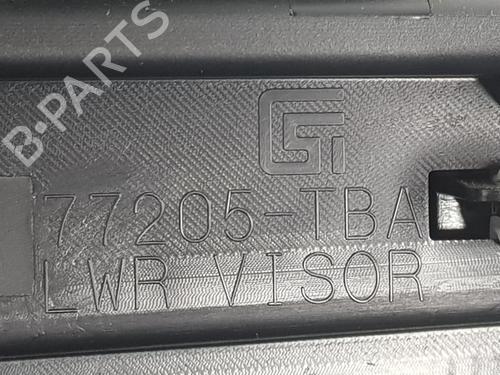 B-PARTS
GSi
77205-TBA
LWR VISOR